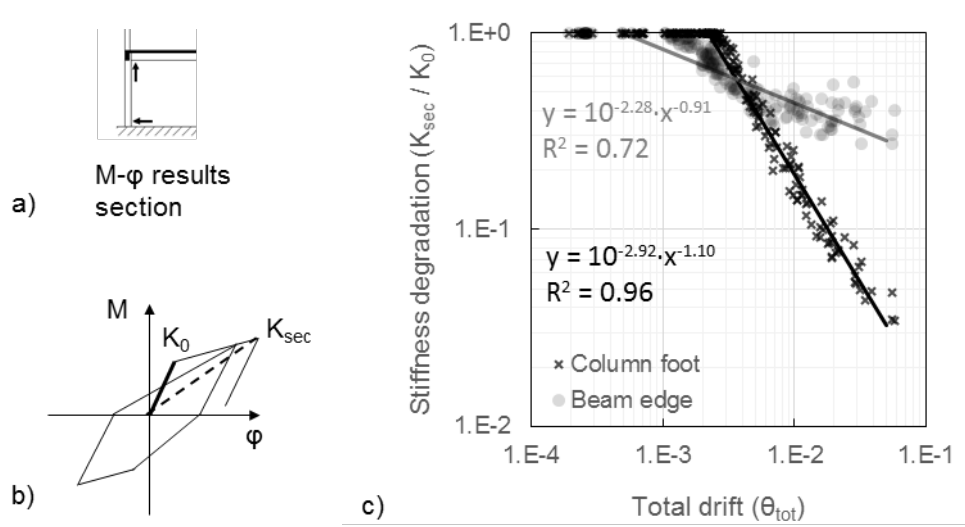 M-φ results
section
a)
M
K₀
Kₛₑc
φ
b)
Stiffness degradation (Kₛₑc / K₀)
1.E+0
1.E-1
1.E-2
y = 10⁻²·²⁸·x⁻⁰·⁹¹
R² = 0.72
y = 10⁻²·⁹²·x⁻¹·¹⁰
R² = 0.96
Column foot
Beam edge
1.E-4
1.E-3
1.E-2
1.E-1
c)
Total drift (θₜₒₜ)